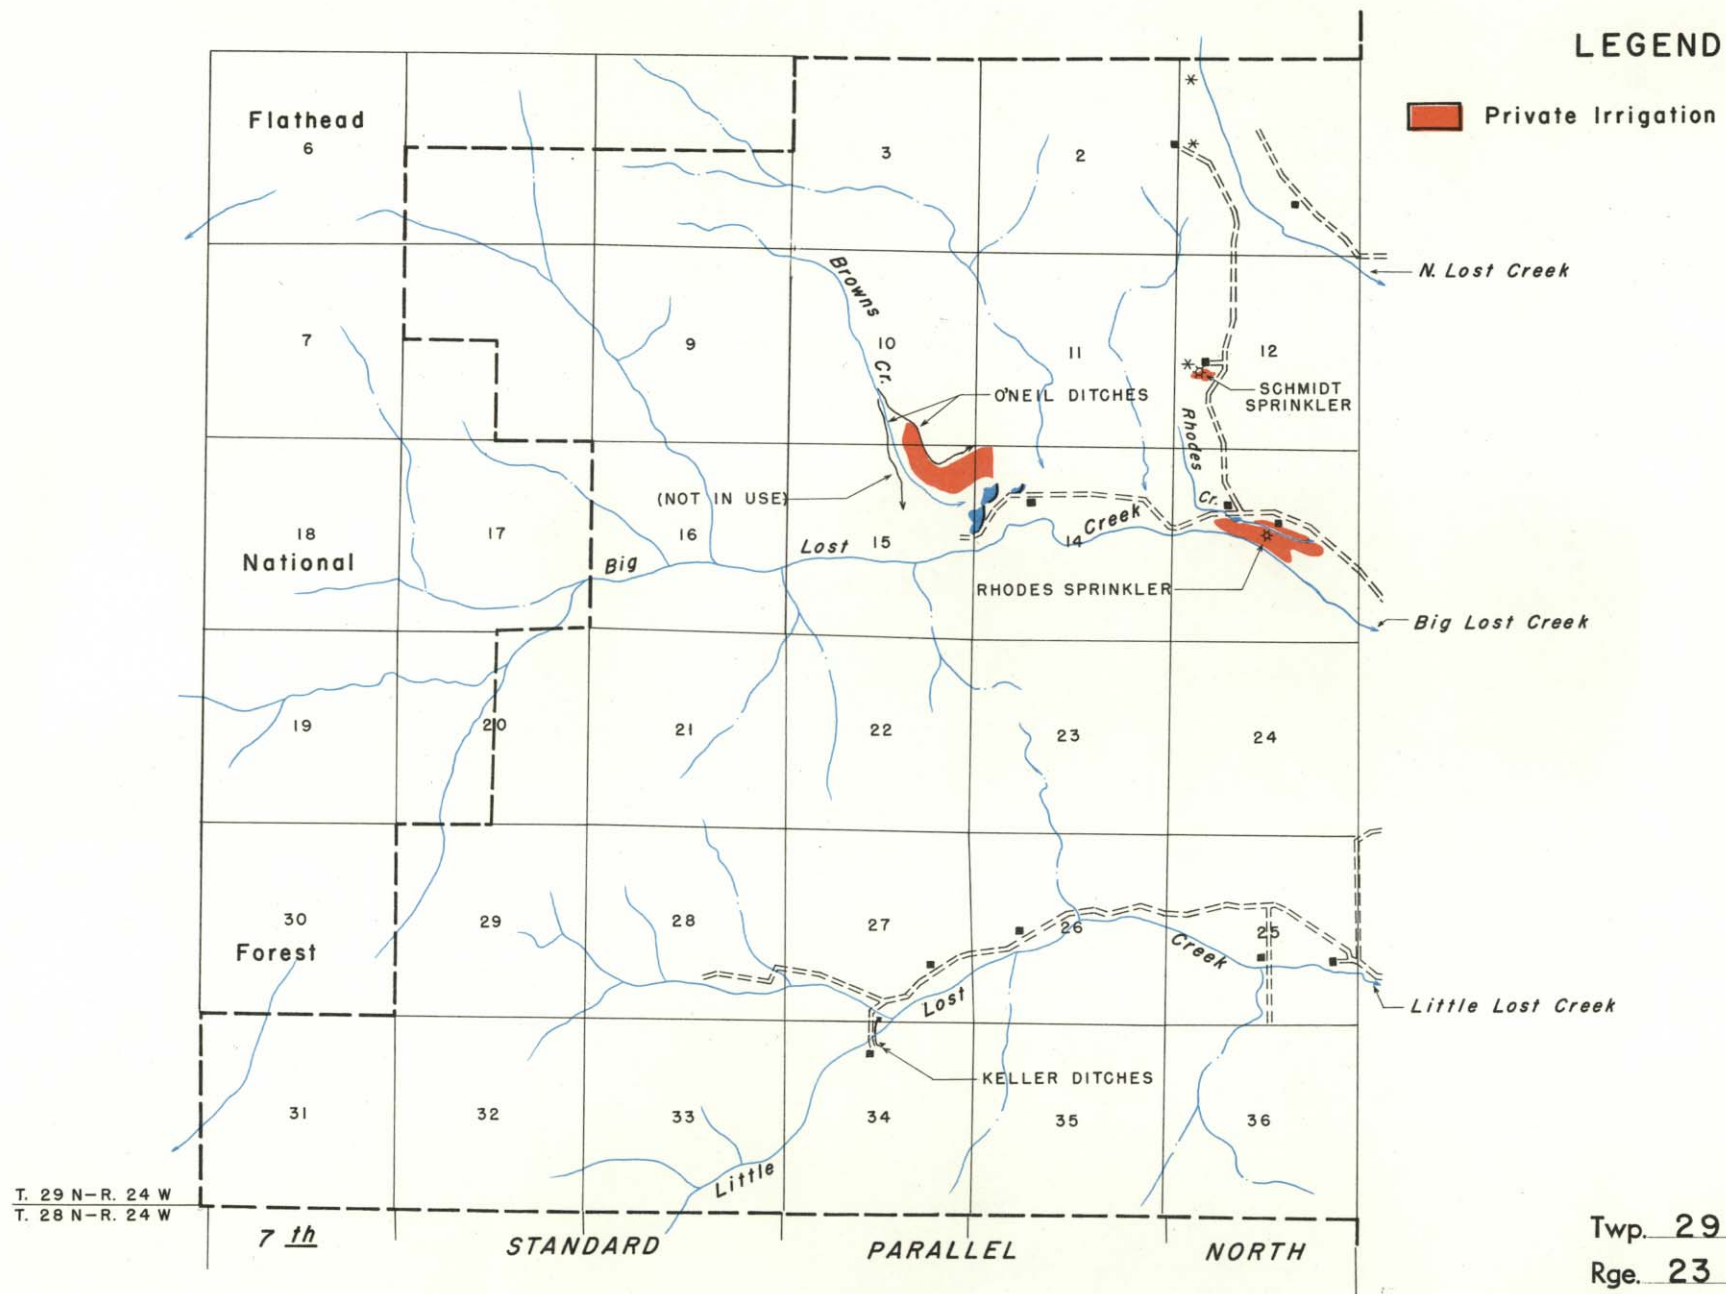 LEGEND
Private Irrigation
Flathead
6
3
2
N. Lost Creek
Browns
Cr.
7
9
10
11
12
O'NEIL DITCHES
SCHMIDT
SPRINKLER
Rhodes
Cr.
(NOT IN USE)
18
17
16
15
14
National
Big
Lost
Creek
RHODES SPRINKLER
Big Lost Creek
19
20
21
22
23
24
30
29
28
27
26
25
Forest
Creek
Lost
Little Lost Creek
KELLER DITCHES
31
32
33
34
35
36
Little
T. 29 N-R. 24 W
T. 28 N-R. 24 W
7 th STANDARD PARALLEL NORTH
Twp. 29
Rge. 23